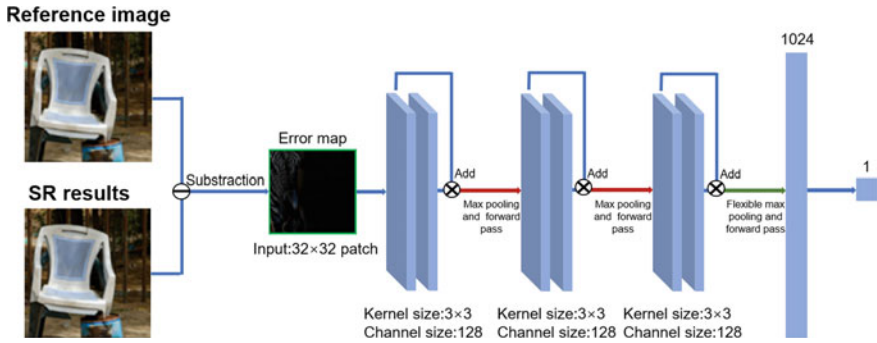 Reference image
SR results
Substraction
Error map
Input:32×32 patch
Add
Max pooling
and forward
pass
Add
Max pooling
and forward
pass
Add
Flexible max
pooling and
forward pass
1024
1
Kernel size:3×3
Channel size:128
Kernel size:3×3
Channel size:128
Kernel size:3×3
Channel size:128